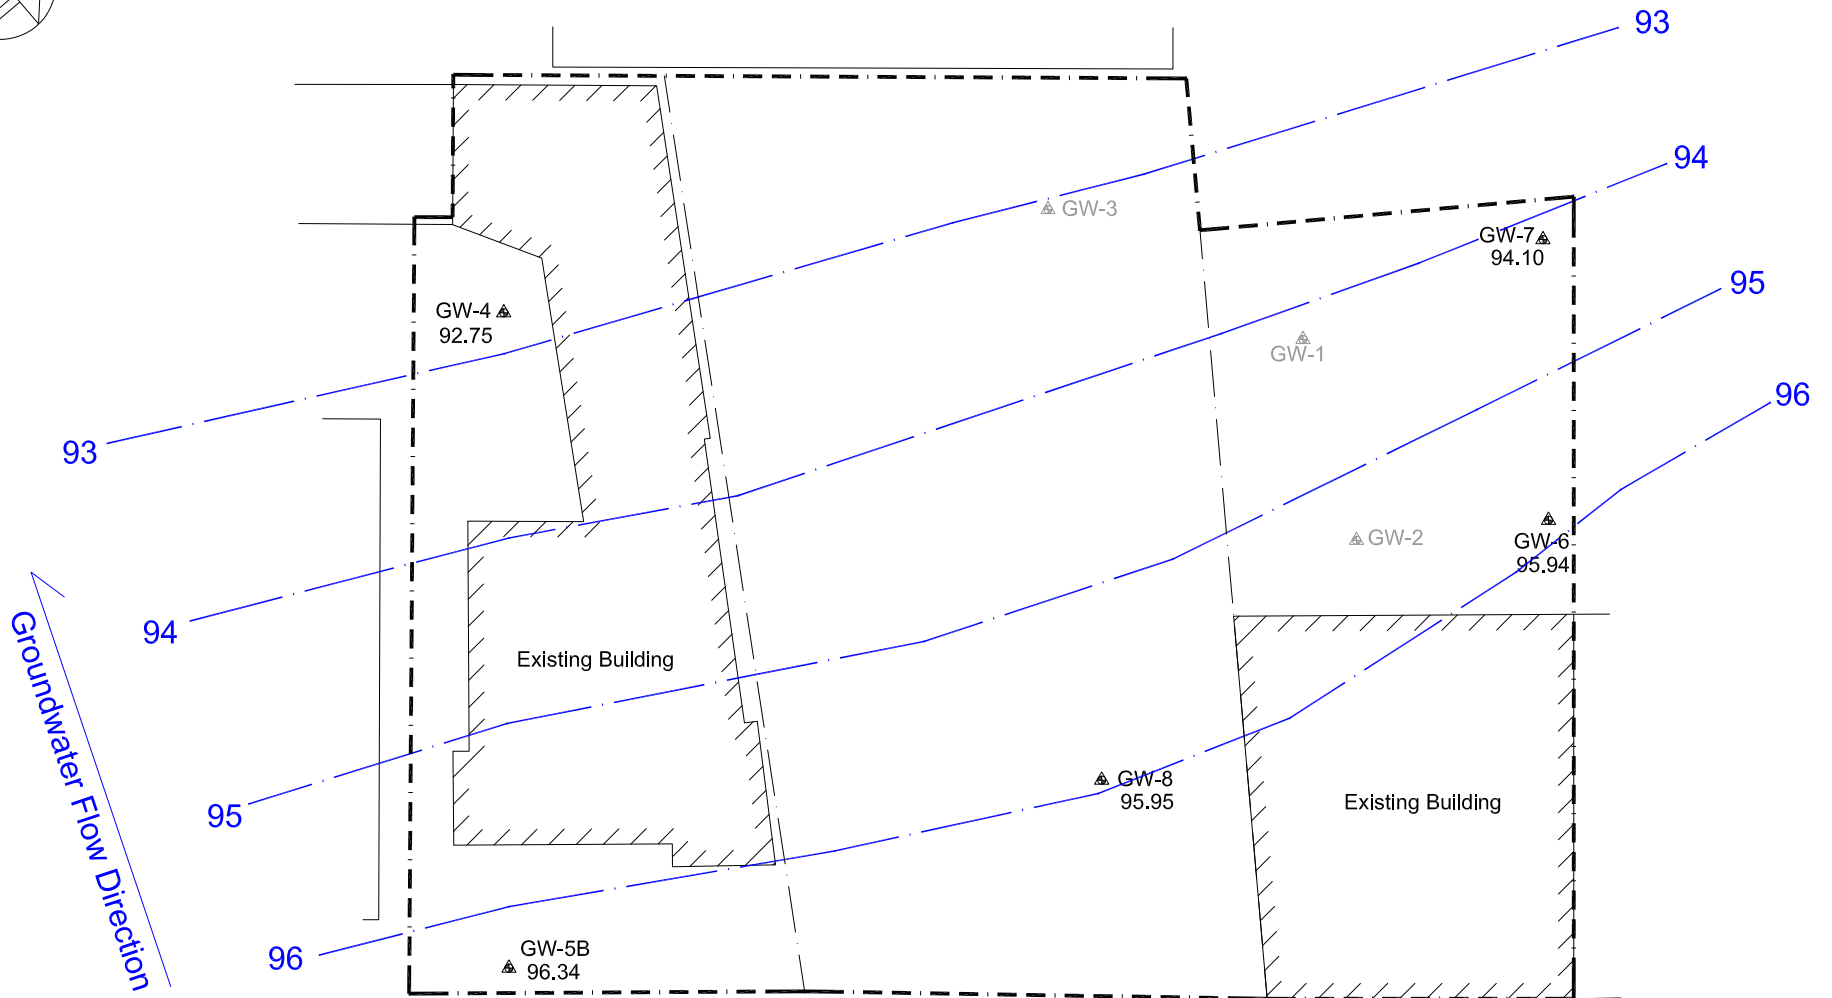 93
94
GW-3
GW-7
94.10
95
GW-4
92.75
GW-1
96
93
GW-2
GW-6
95.94
94
Existing Building
Groundwater Flow Direction
GW-8
95.95
Existing Building
95
GW-5B
96.34
96